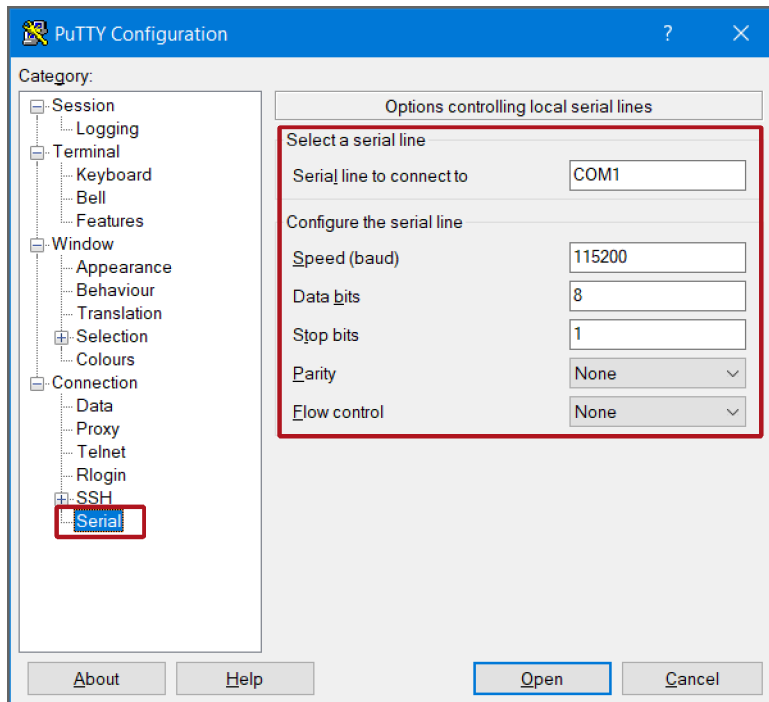 PuTTY Configuration
?
Category:
Session
Logging
Terminal
Keyboard
Bell
Features
Window
Appearance
Behaviour
Translation
Selection
Colours
Connection
Data
Proxy
Telnet
Rlogin
SSH
Serial
Options controlling local serial lines
Select a serial line
Serial line to connect to COM1
Configure the serial line
Speed (baud) 115200
Data bits 8
Stop bits 1
Parity None
Flow control None
About Help Open Cancel